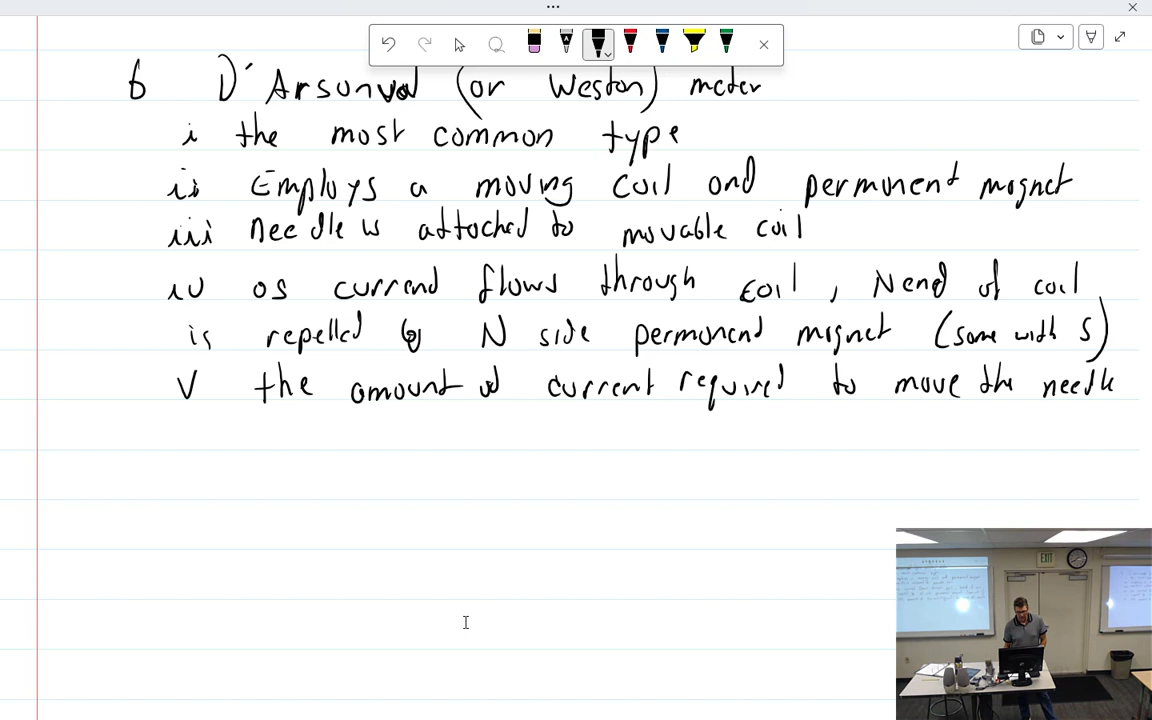 6 D'Arsonval (or Weston) meter
i the most common type
ii Employs a moving coil and permanent magnet
iii needle is attached to movable coil
iv as current flows through coil, N end of coil
is repelled by N side permanent magnet (same with S)
V the amount of current required to move the needle
EXIT